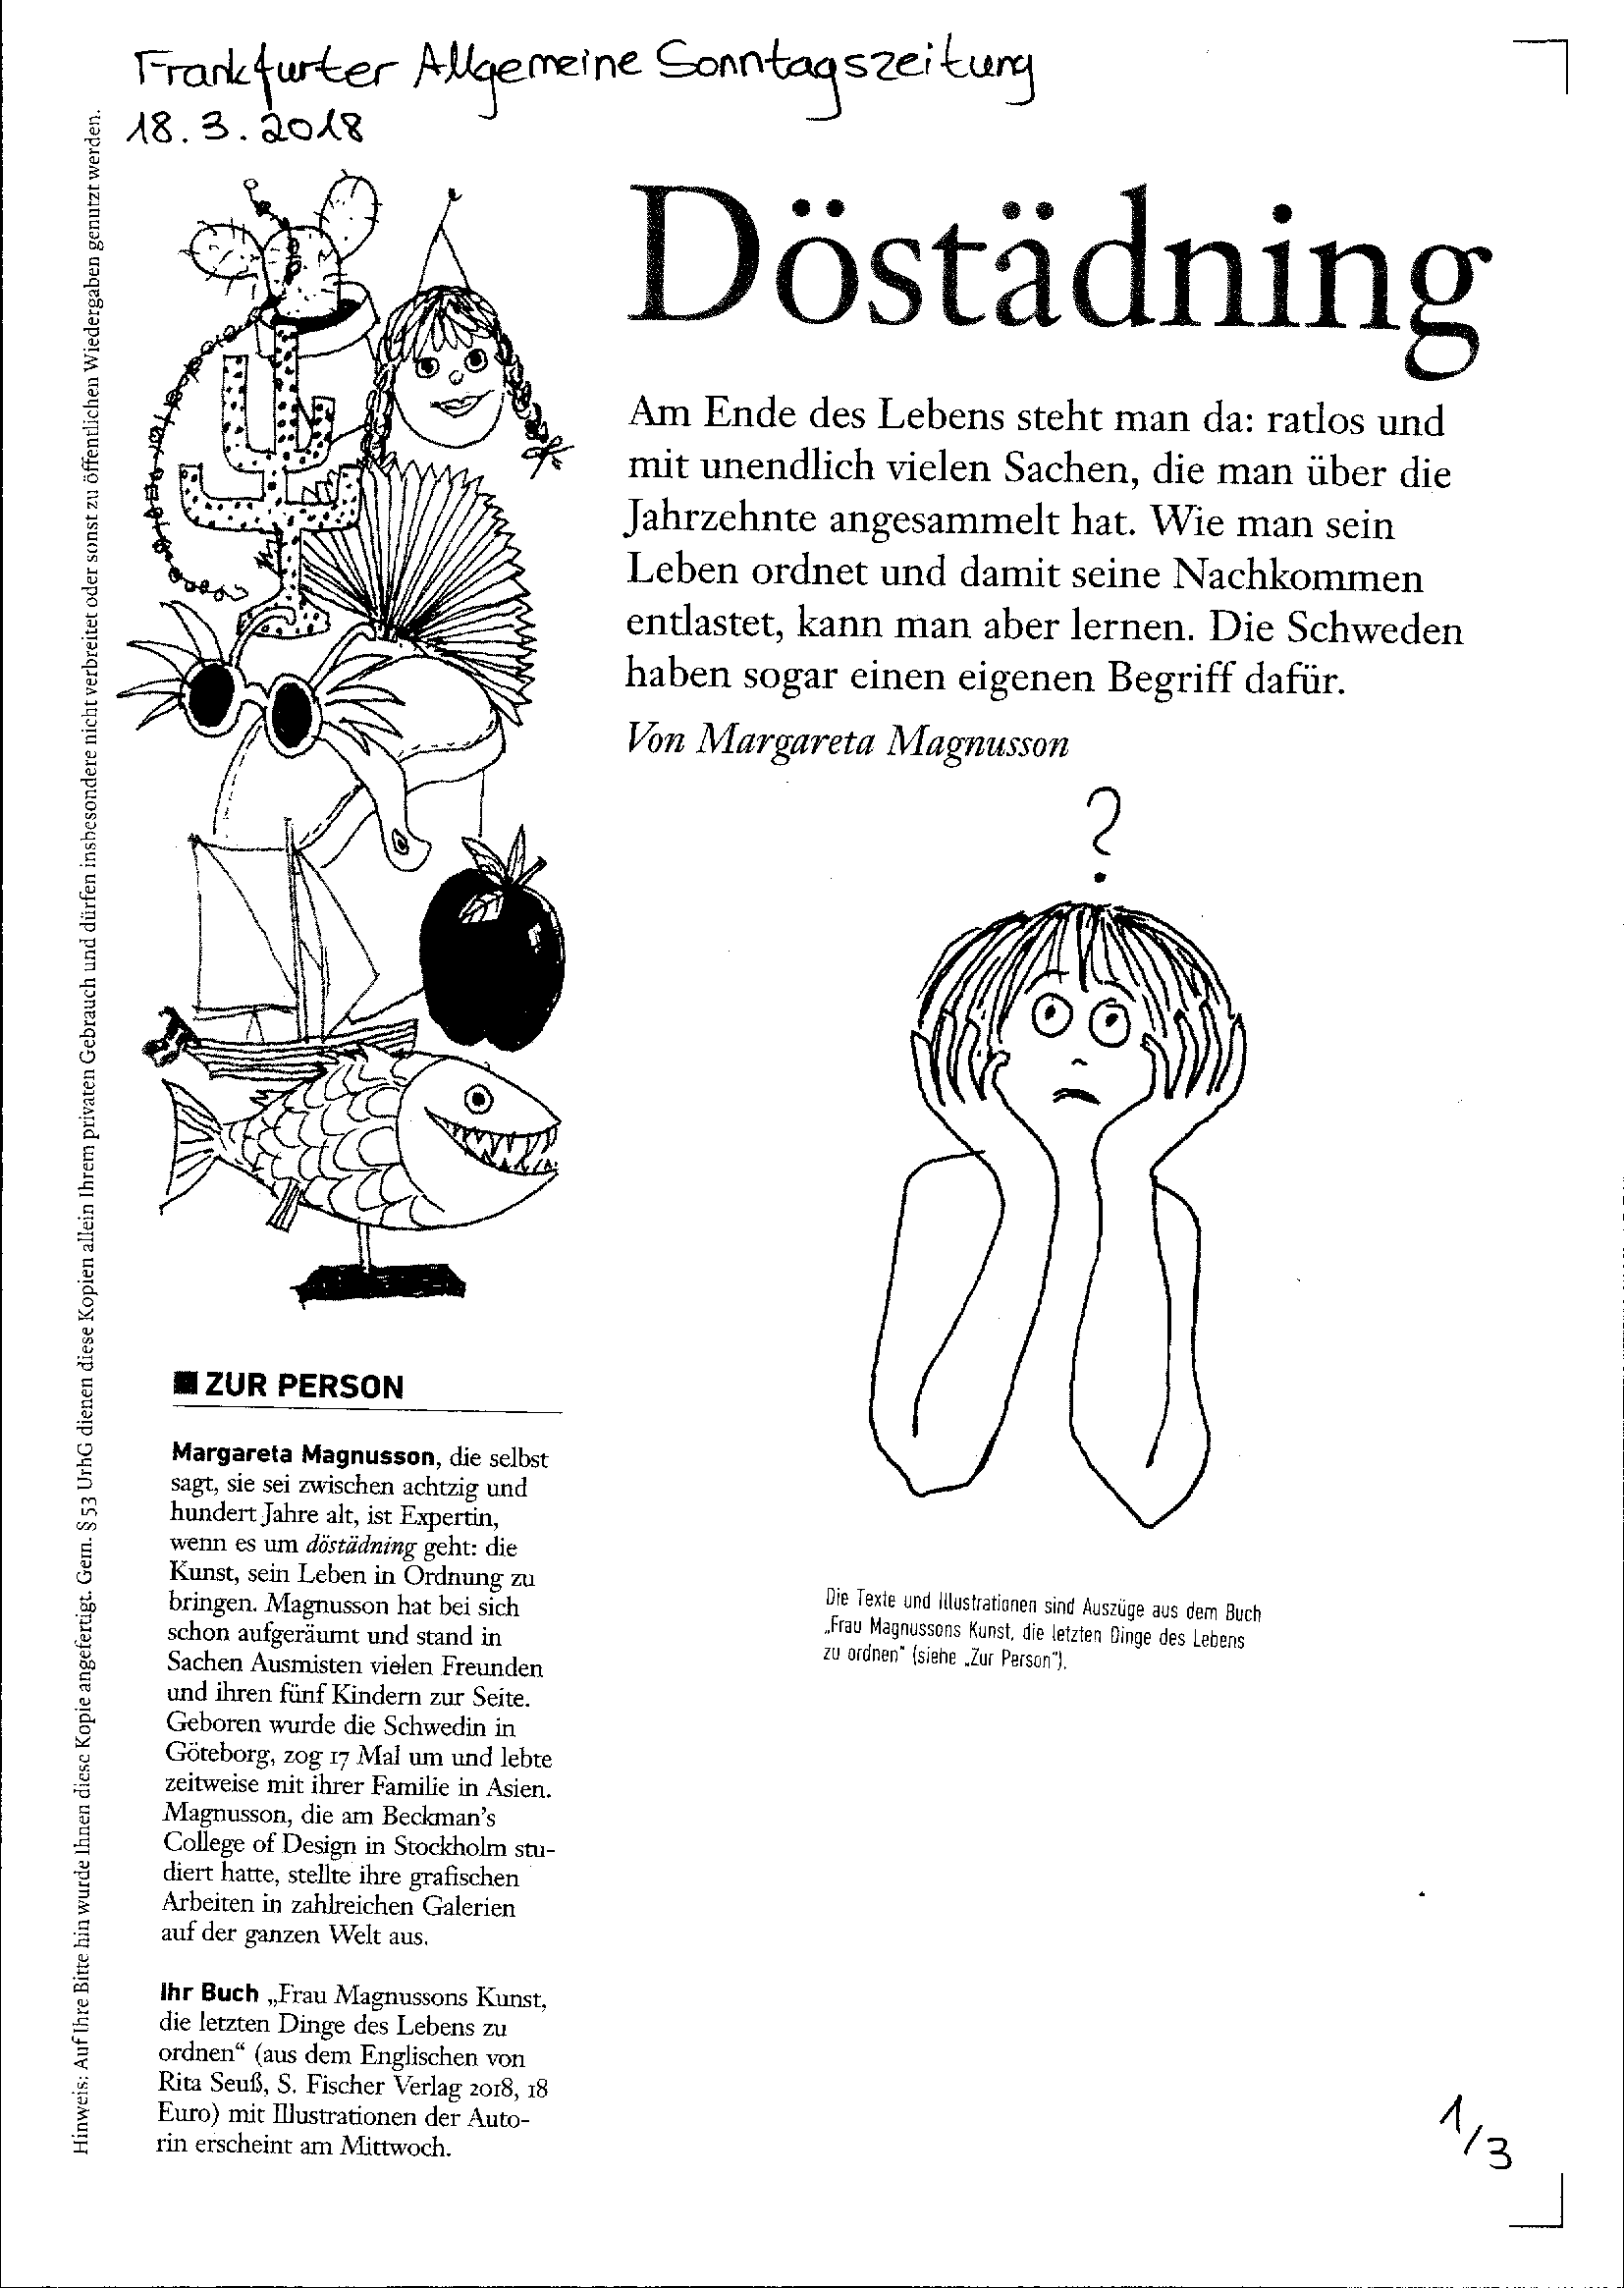 Frankfurter Allgemeine Sonntagszeitung
18.3.2018
Döstädning
Am Ende des Lebens steht man da: ratlos und
mit unendlich vielen Sachen, die man über die
Jahrzehnte angesammelt hat. Wie man sein
Leben ordnet und damit seine Nachkommen
entlastet, kann man aber lernen. Die Schweden
haben sogar einen eigenen Begriff dafür.
Von Margareta Magnusson
?
ZUR PERSON
Margareta Magnusson, die selbst
sagt, sie sei zwischen achtzig und
hundert Jahre alt, ist Expertin,
wenn es um döstädning geht: die
Kunst, sein Leben in Ordnung zu
bringen. Magnusson hat bei sich
schon aufgeräumt und stand in
Sachen Ausmisten vielen Freunden
und ihren fünf Kindern zur Seite.
Geboren wurde die Schwedin in
Göteborg, zog 17 Mal um und lebte
zeitweise mit ihrer Familie in Asien.
Magnusson, die am Beckman's
College of Design in Stockholm stu-
diert hatte, stellte ihre grafischen
Arbeiten in zahlreichen Galerien
auf der ganzen Welt aus.
Ihr Buch „Frau Magnussons Kunst,
die letzten Dinge des Lebens zu
ordnen“ (aus dem Englischen von
Rita Seuß, S. Fischer Verlag 2018, 18
Euro) mit Illustrationen der Auto-
rin erscheint am Mittwoch.
Die Texte und Illustrationen sind Auszüge aus dem Buch
„Frau Magnussons Kunst, die letzten Dinge des Lebens
zu ordnen“ (siehe „Zur Person“).
1/3
Hinweis: Auf Ihre Bitte hin wurde Ihnen diese Kopie angefertigt. Gem. § 53 UrhG dienen diese Kopien allein Ihrem privaten Gebrauch und dürfen insbesondere nicht verbreitet oder sonst zu öffentlichen Wiedergaben genutzt werden.